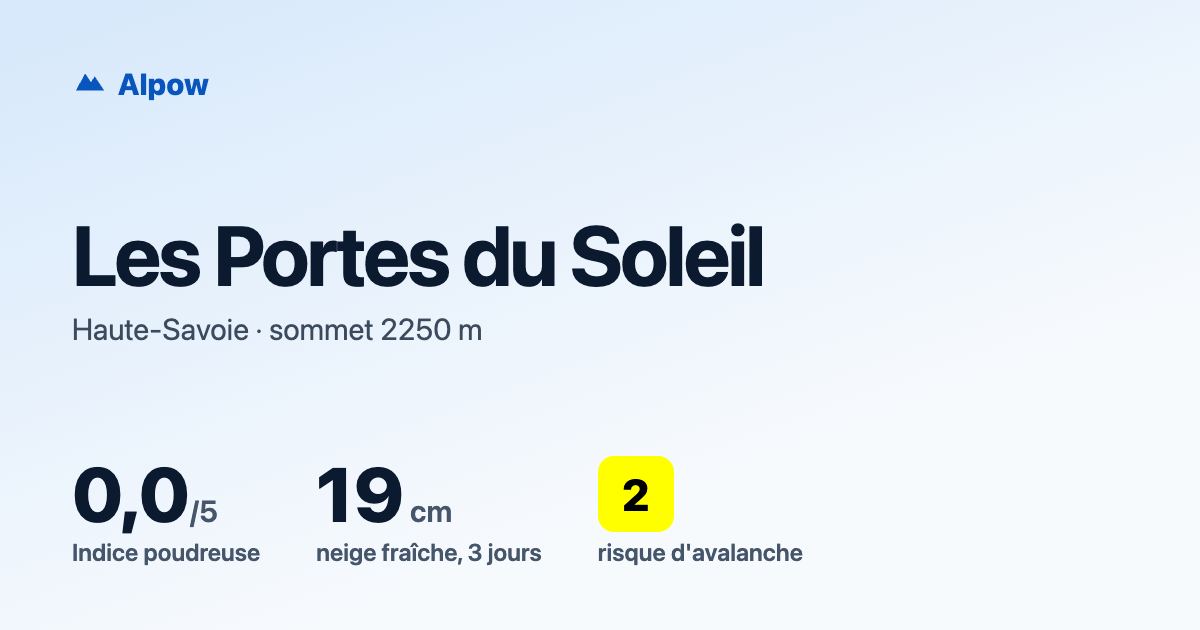 Alpow
Les Portes du Soleil
Haute-Savoie · sommet 2250 m
0,0/5
Indice poudreuse
19 cm
neige fraîche, 3 jours
2
risque d'avalanche